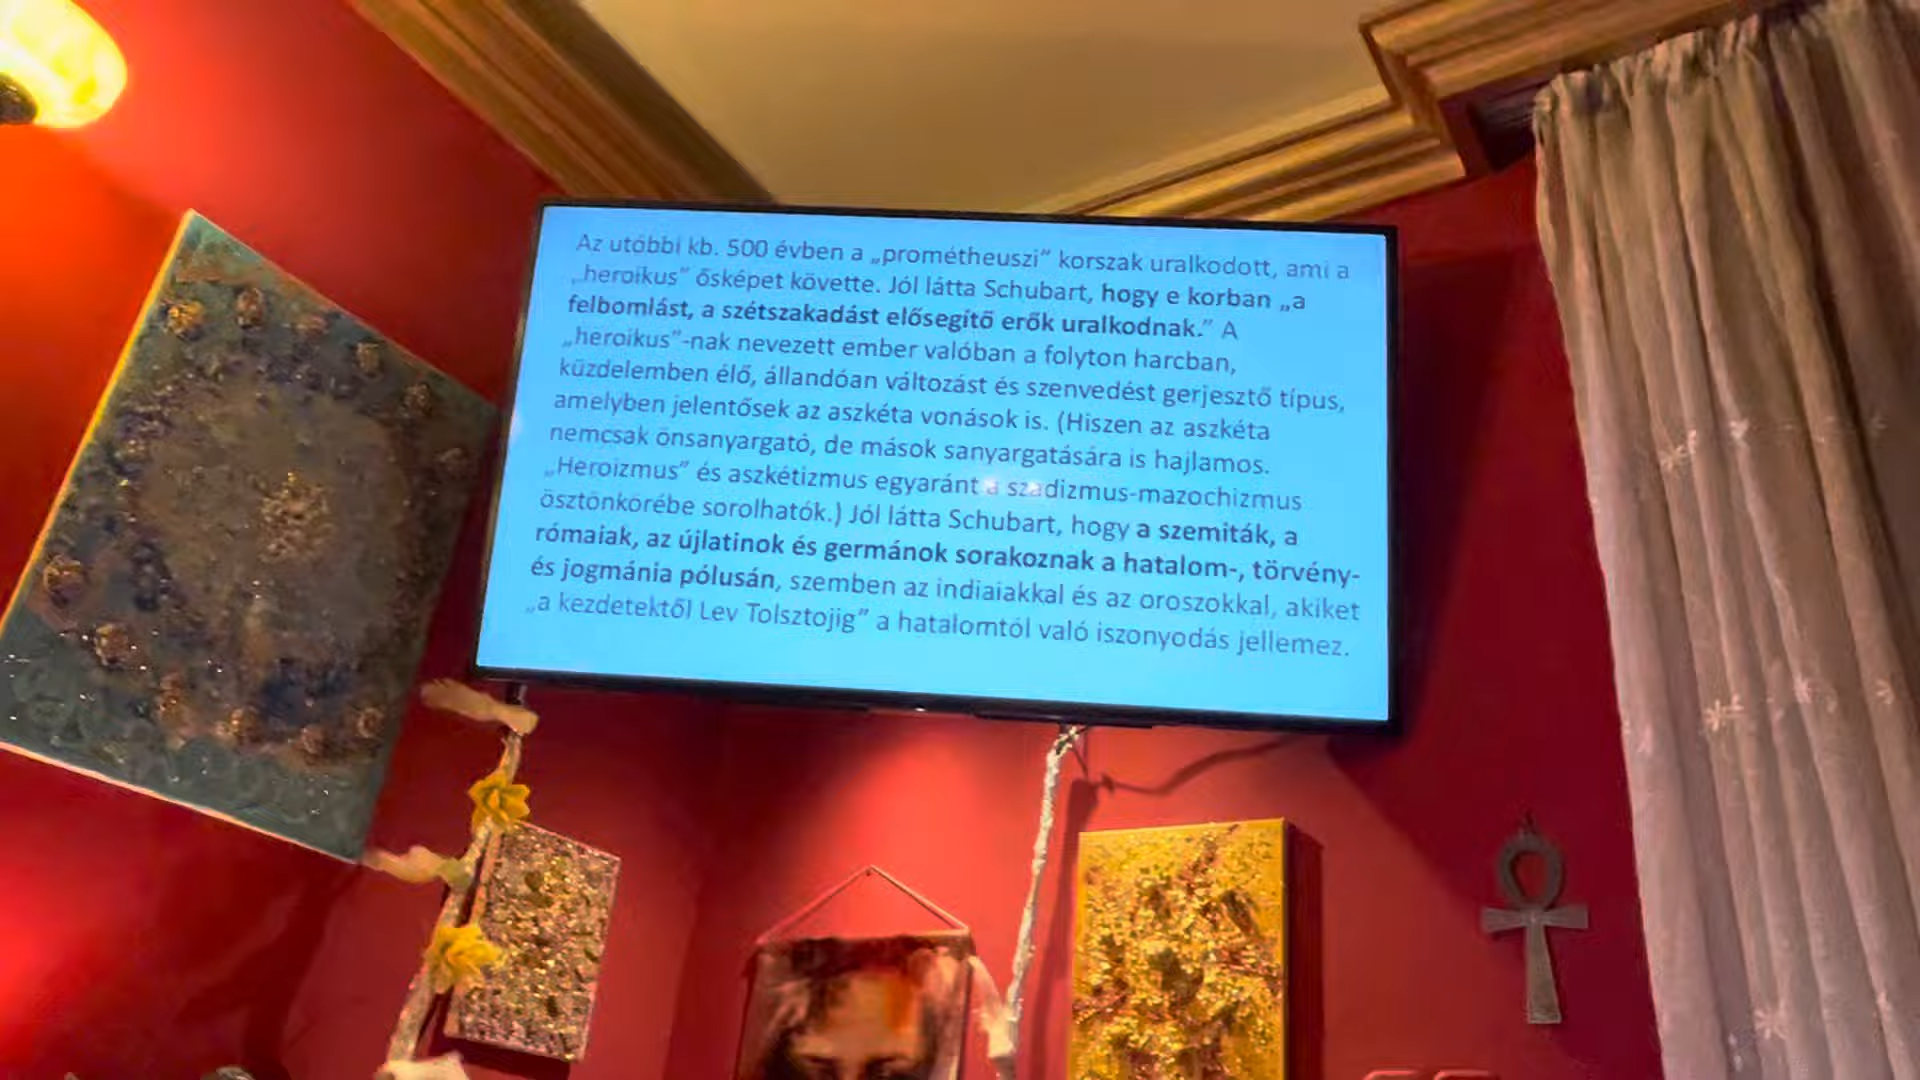 Az utóbbi kb. 500 évben a „prométheuszi” korszak uralkodott, ami a
„heroikus” ősképet követte. Jól látta Schubart, hogy e korban „a
felbomlást, a szétszakadást elősegítő erők uralkodnak.” A
„heroikus”-nak nevezett ember valóban a folyton harcban,
küzdelemben élő, állandóan változást és szenvedést gerjesztő típus,
amelyben jelentősek az aszkéta vonások is. (Hiszen az aszkéta
nemcsak önsanyargató, de mások sanyargatására is hajlamos.
„Heroizmus” és aszkétizmus egyaránt a szadizmus-mazochizmus
ösztönkörébe sorolhatók.) Jól látta Schubart, hogy a szemiták, a
rómaiak, az újlatinok és germánok sorakoznak a hatalom-, törvény-
és jogmánia pólusán, szemben az indiaiakkal és az oroszokkal, akiket
„a kezdetektől Lev Tolsztojig” a hatalomtól való iszonyodás jellemez.